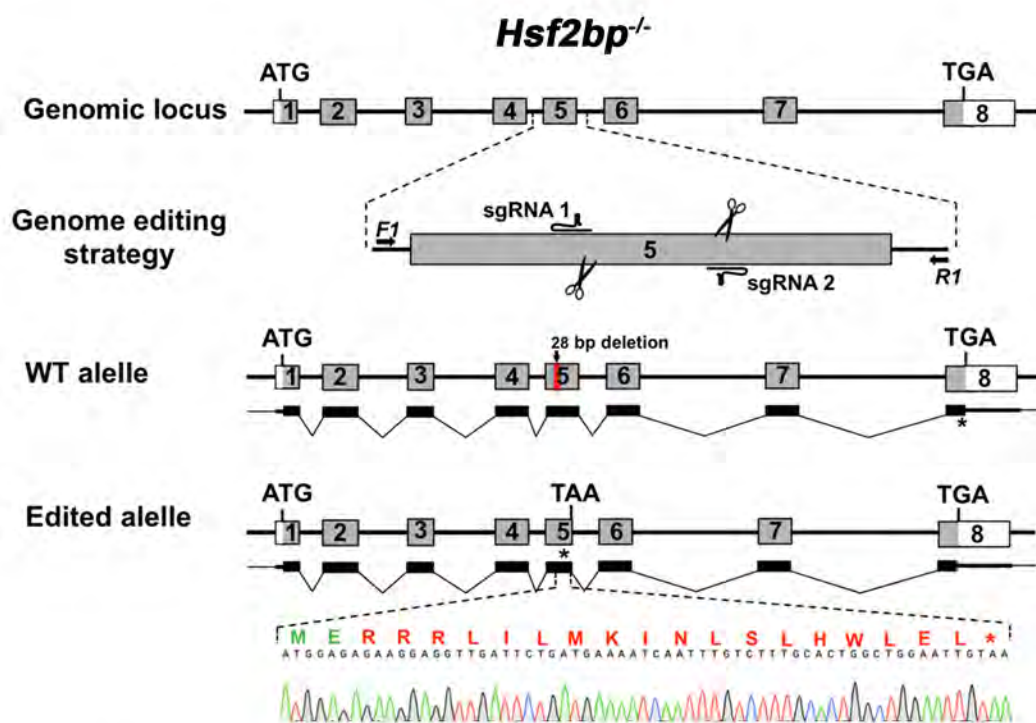 Hsf2bp-/-
ATG TGA
Genomic locus 1 2 3 4 5 6 7 8
Genome editing strategy
sgRNA 1
F1 5 R1
sgRNA 2
28 bp deletion
ATG TGA
WT alelle 1 2 3 4 5 6 7 8
*
ATG TAA TGA
Edited alelle 1 2 3 4 5 6 7 8
*
M E R R R L I L M K I N L S L H W L E L *
ATGGAGAGAAGGAGGTTGATTCTGATGAAAATCAATTTGTCTTTGCACTGGCTGGAATTGTAA